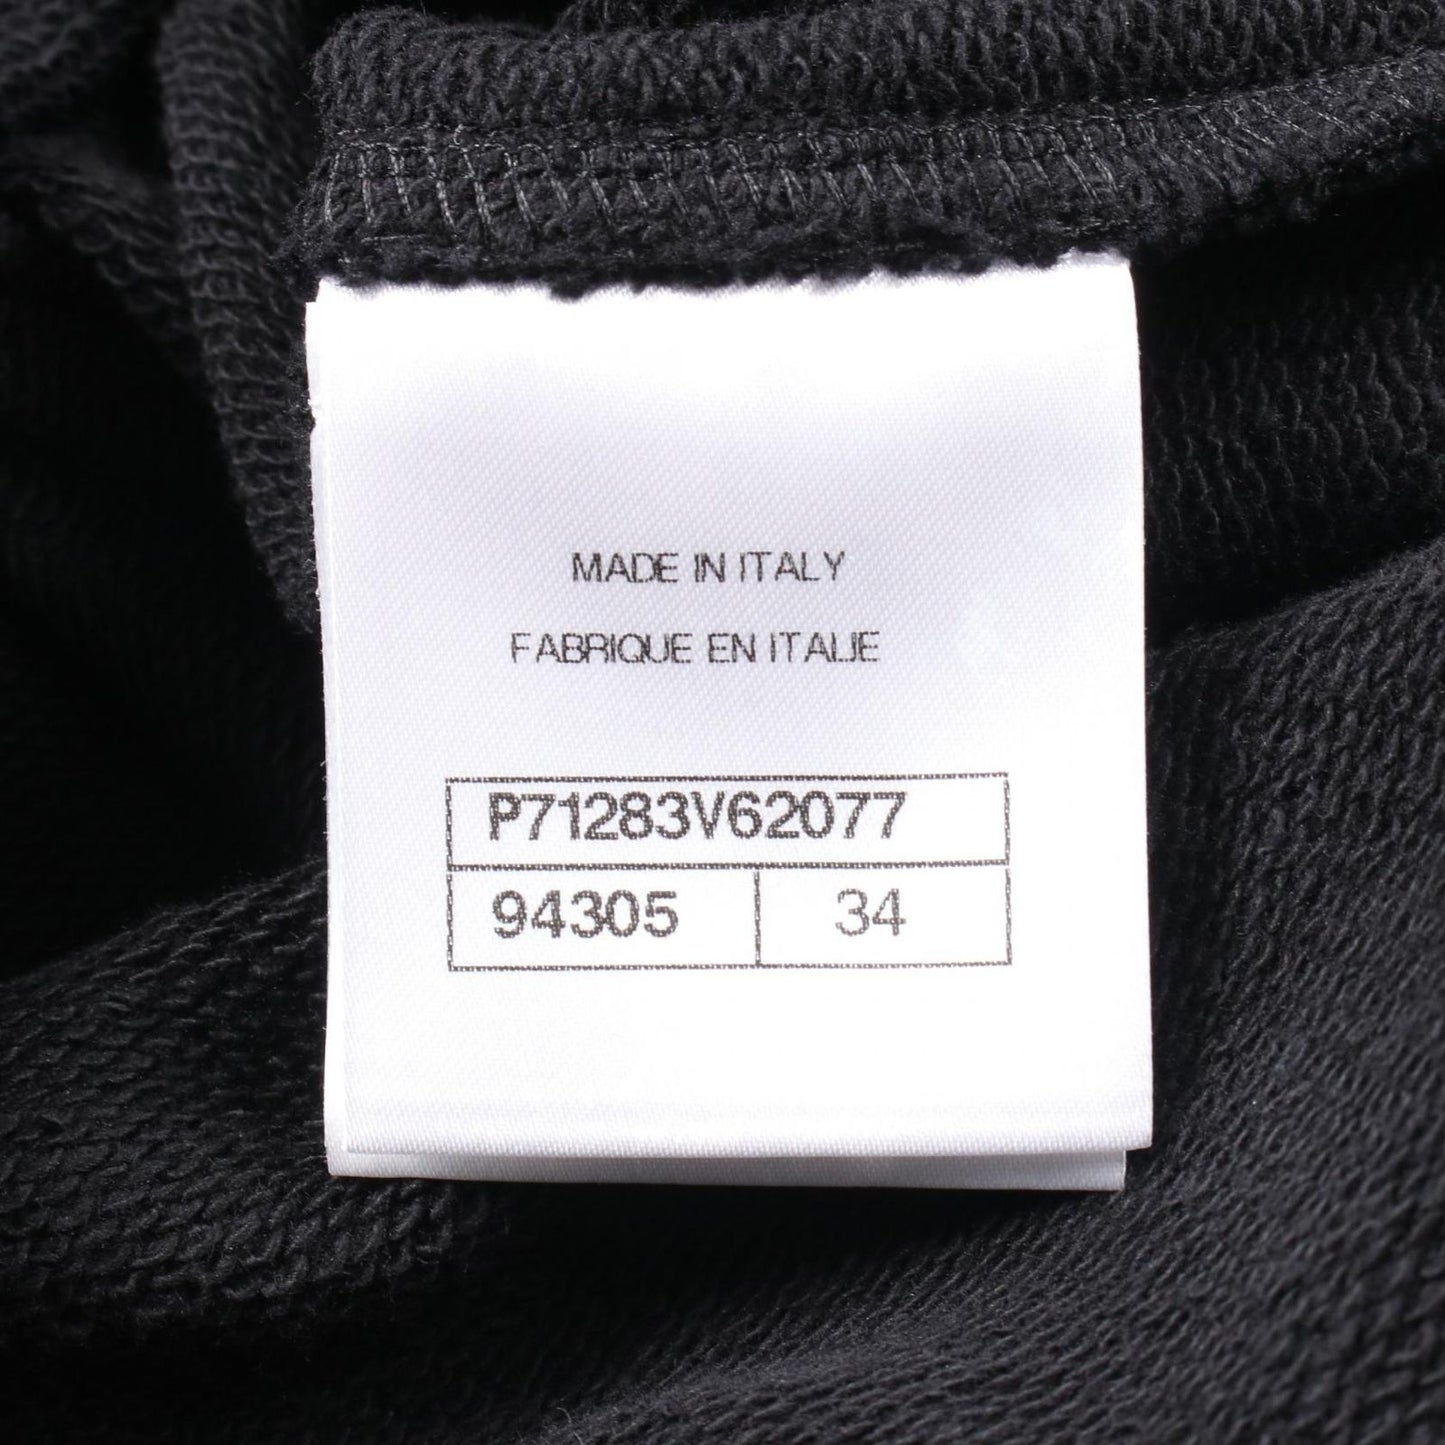 MADE IN ITALY
FABRIQUE EN ITALIE
P71283V62077
94305 34